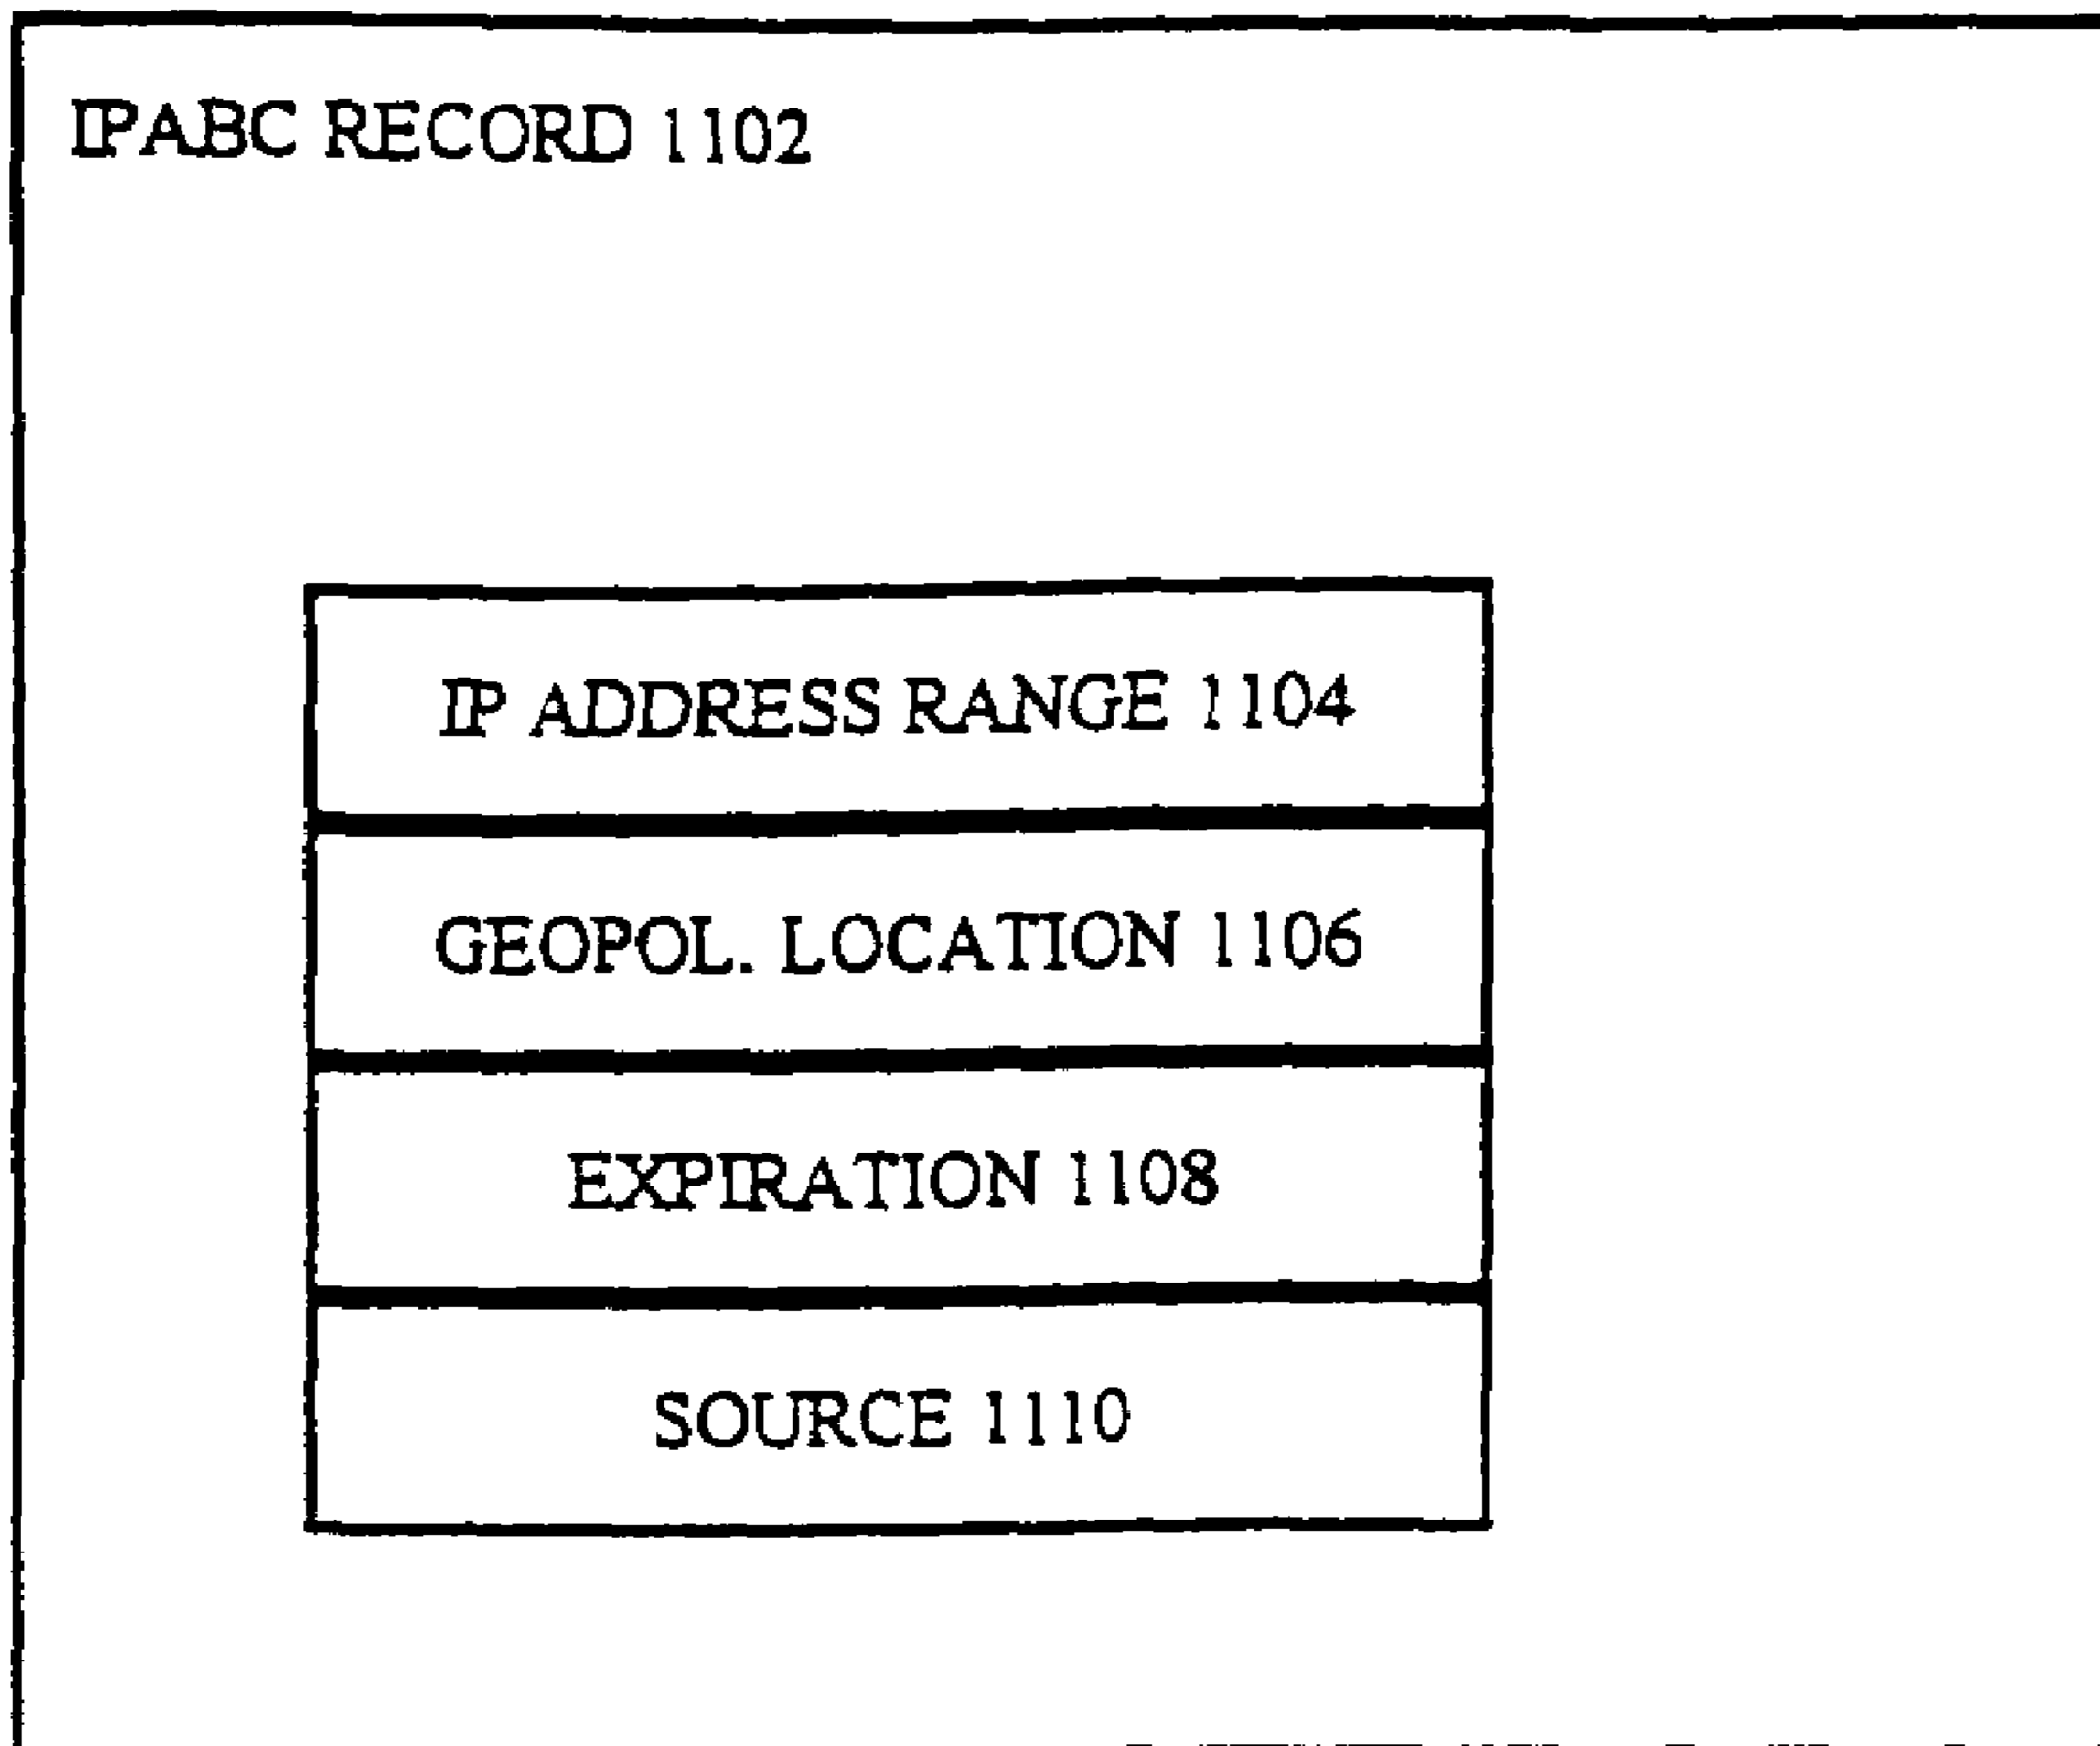 IPABC RECORD 1102
IP ADDRESS RANGE 1104
GEOPOL. LOCATION 1106
EXPIRATION 1108
SOURCE 1110